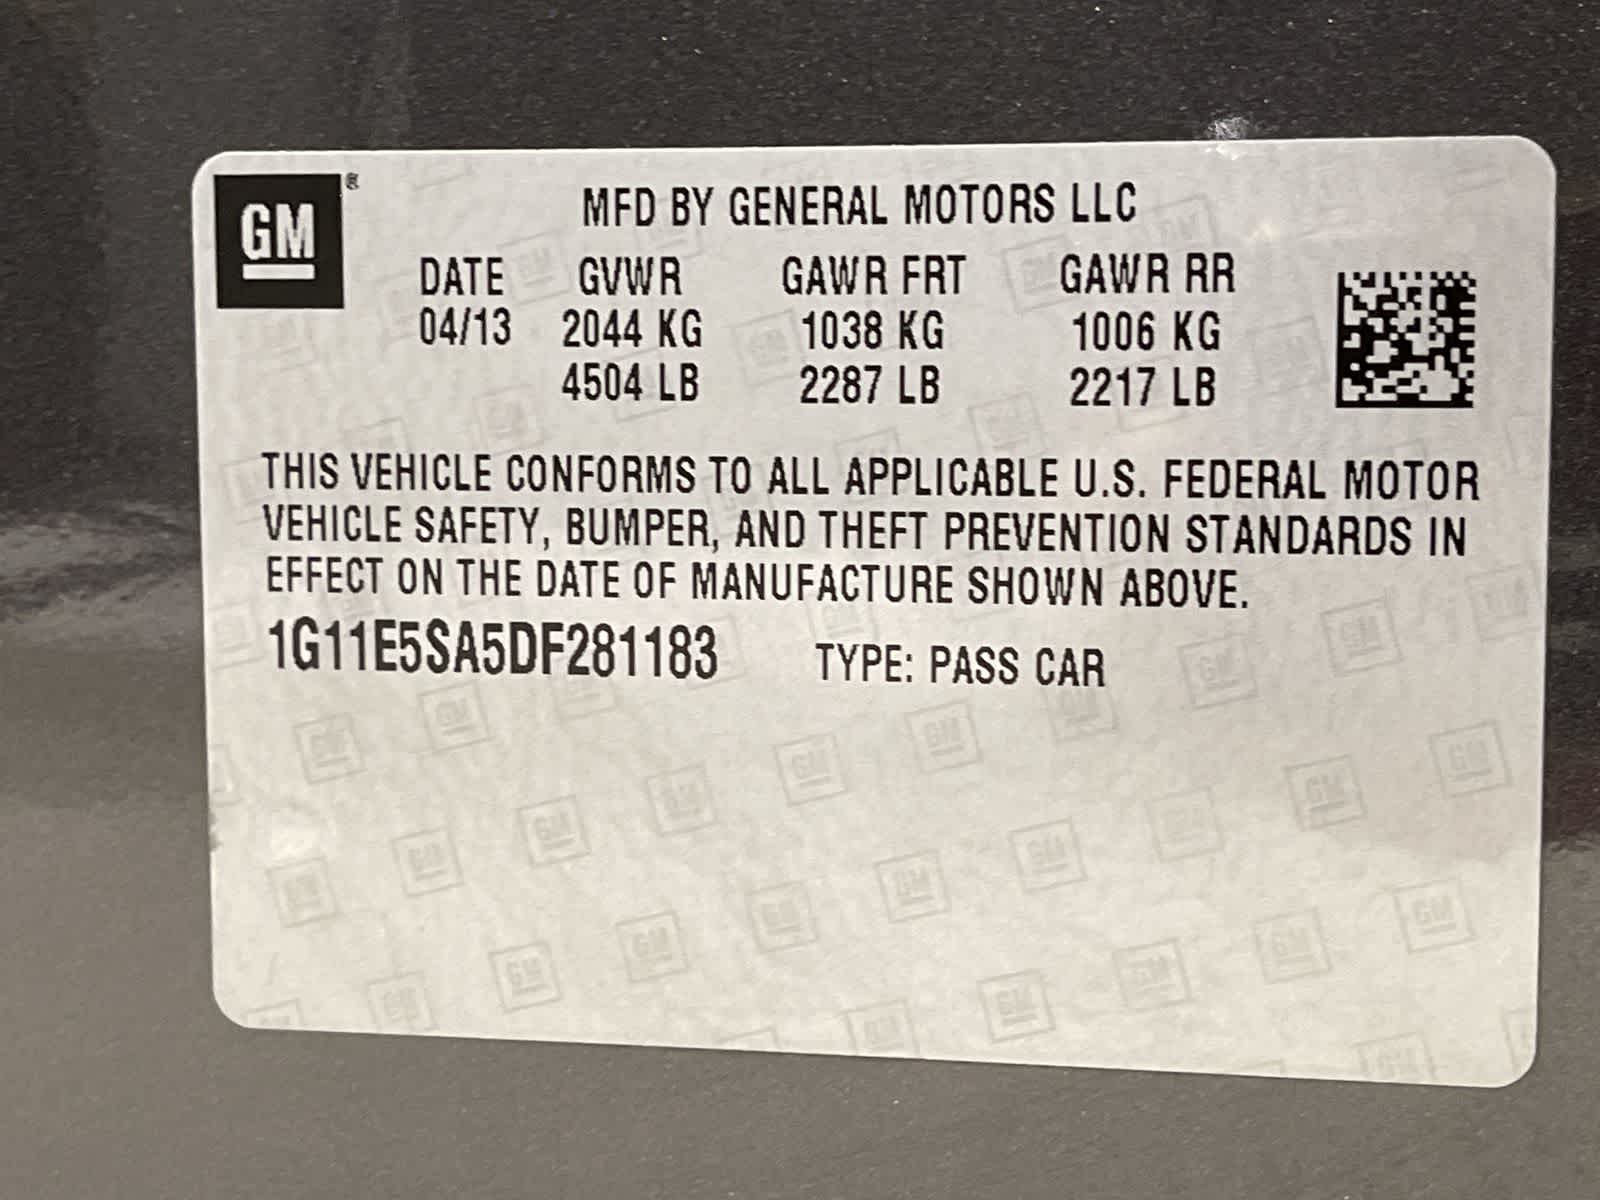 GM®
MFD BY GENERAL MOTORS LLC
DATE GVWR GAWR FRT GAWR RR
04/13 2044 KG 1038 KG 1006 KG
4504 LB 2287 LB 2217 LB
THIS VEHICLE CONFORMS TO ALL APPLICABLE U.S. FEDERAL MOTOR
VEHICLE SAFETY, BUMPER, AND THEFT PREVENTION STANDARDS IN
EFFECT ON THE DATE OF MANUFACTURE SHOWN ABOVE.
1G11E5SA5DF281183 TYPE: PASS CAR